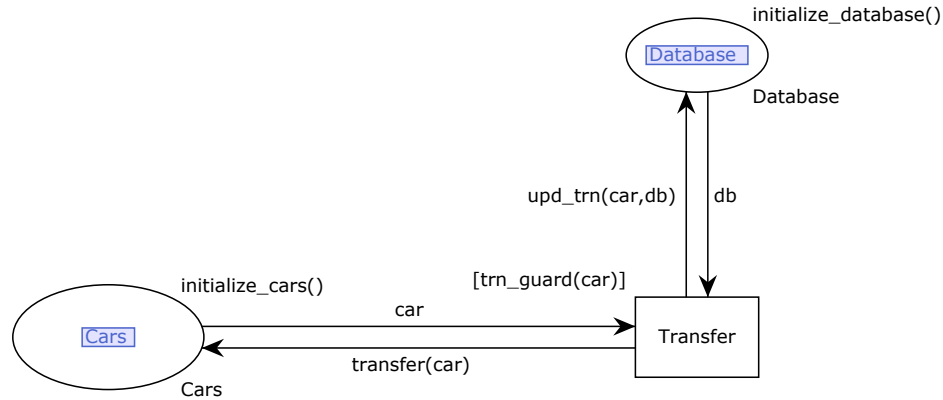 initialize_database()
Database
Database
upd_trn(car,db)
db
initialize_cars()
[trn_guard(car)]
car
Cars
Transfer
transfer(car)
Cars